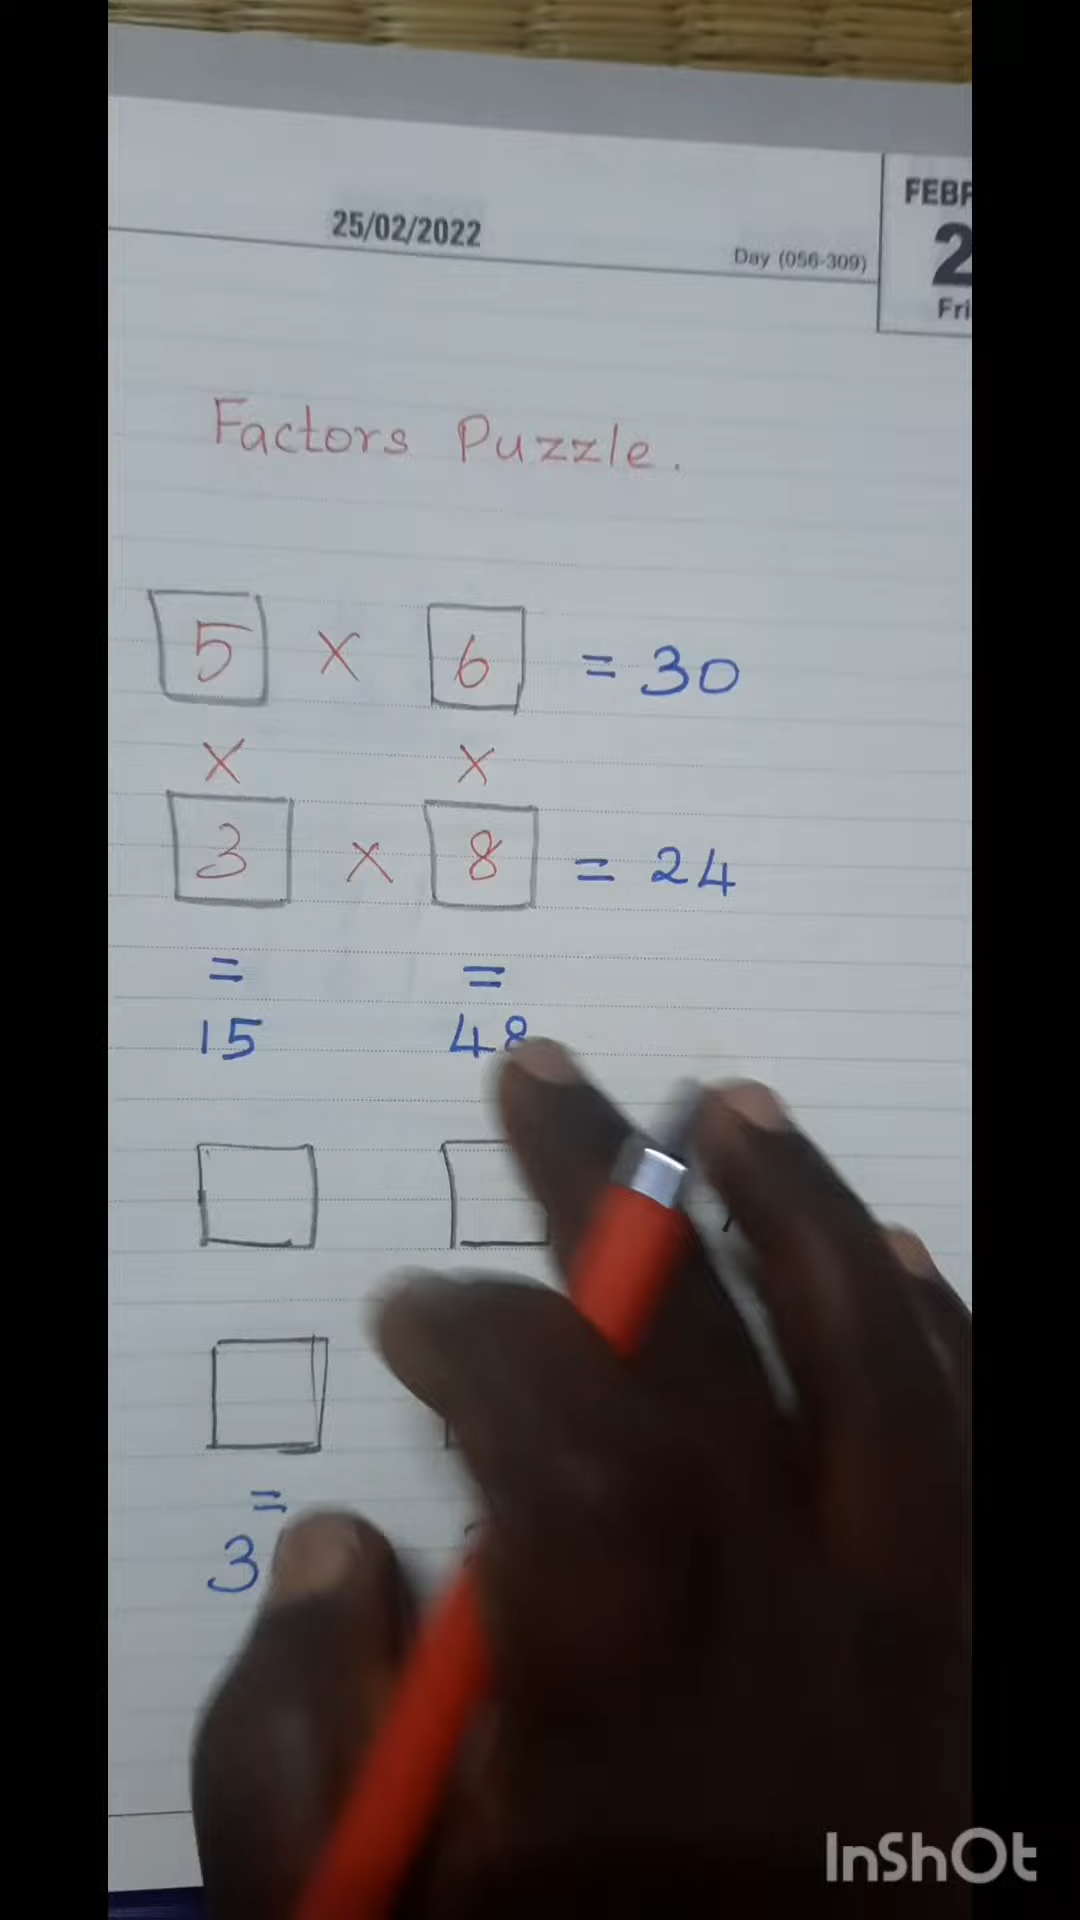 FEBR
25/02/2022
Day (056-309)
2
Fri
Factors Puzzle.
5 × 6 = 30
× ×
3 × 8 = 24
= =
15 48
=
3
InShOt